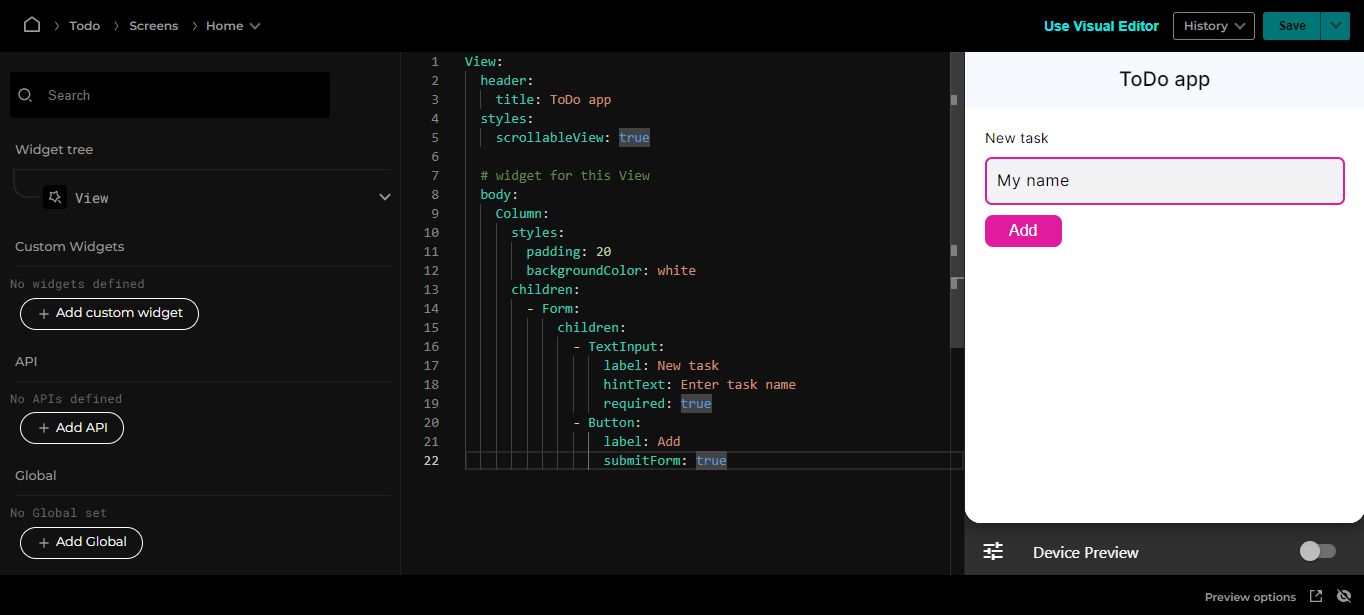 Todo Screens Home Use Visual Editor History Save
Search
Widget tree
View
Custom Widgets
No widgets defined
+ Add custom widget
API
No APIs defined
+ Add API
Global
No Global set
+ Add Global
1 View:
2 header:
3 title: ToDo app
4 styles:
5 scrollableView: true
6
7 # widget for this View
8 body:
9 Column:
10 styles:
11 padding: 20
12 backgroundColor: white
13 children:
14 - Form:
15 children:
16 - TextInput:
17 label: New task
18 hintText: Enter task name
19 required: true
20 - Button:
21 label: Add
22 submitForm: true
ToDo app
New task
My name
Add
Device Preview
Preview options